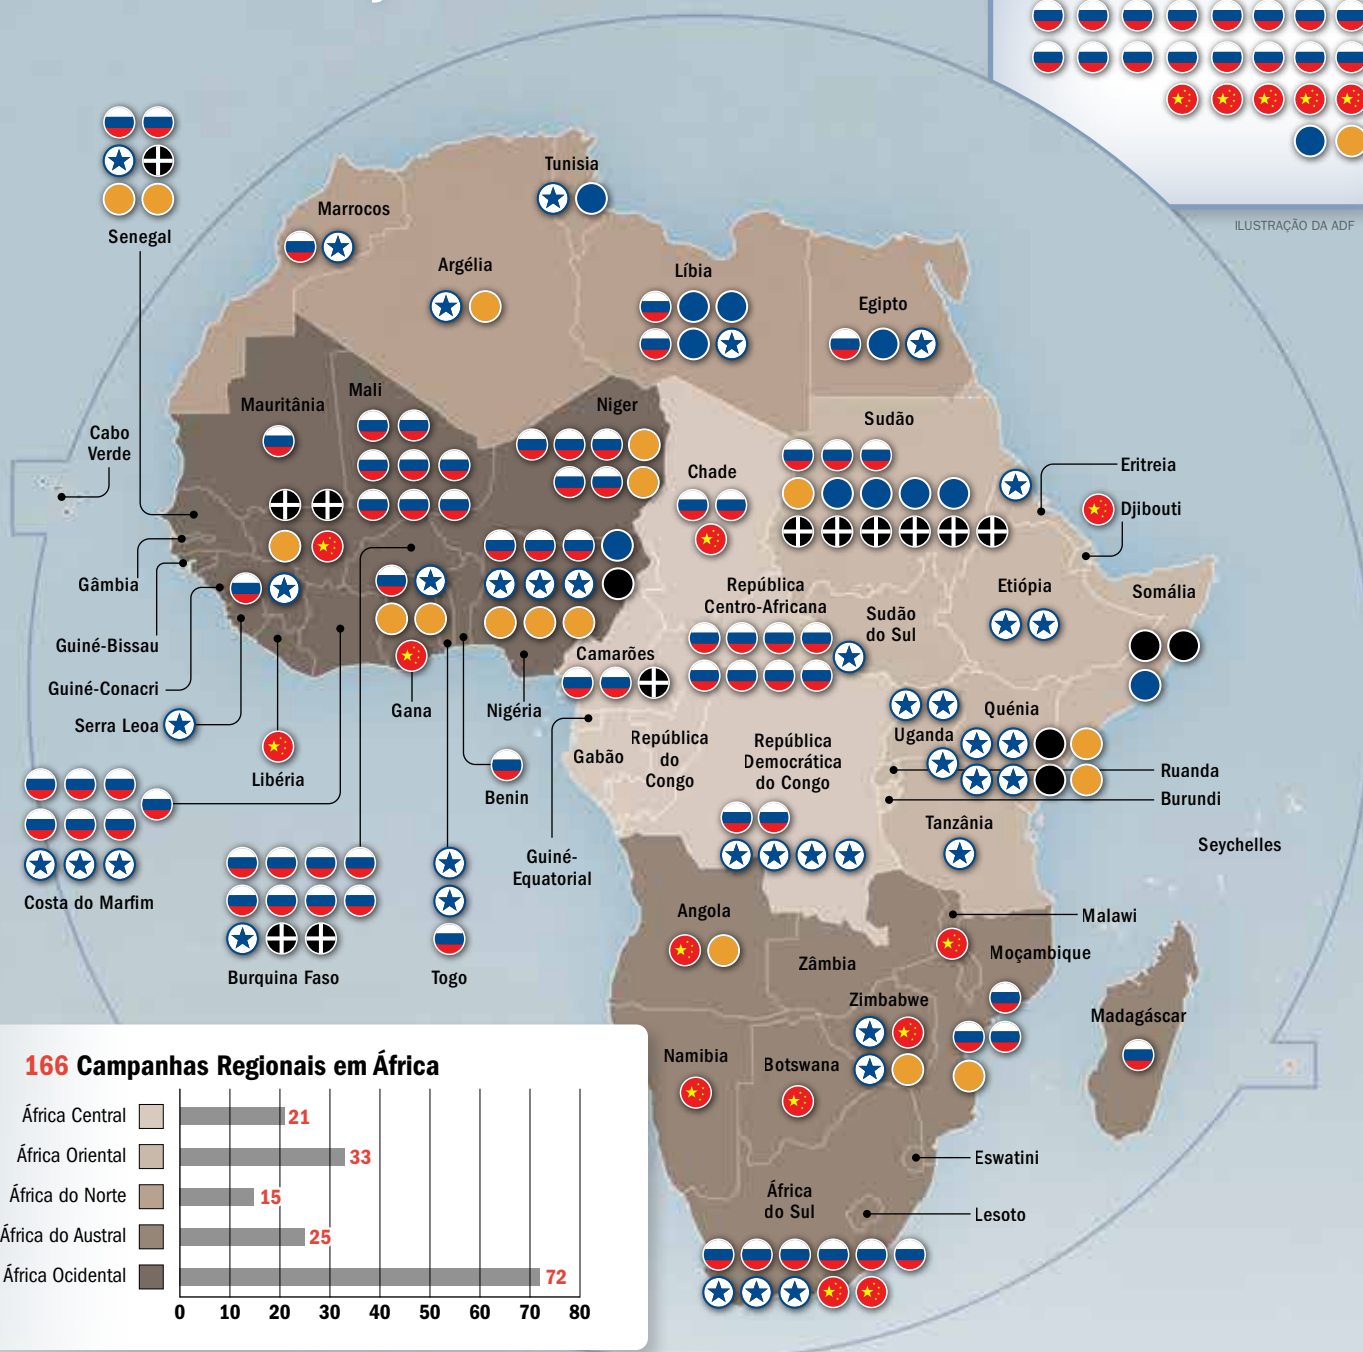 ILUSTRAÇÃO DA ADF
Senegal
Tunisia
Marrocos
Argélia
Líbia
Egipto
Mauritânia
Mali
Niger
Cabo
Verde
Chade
Sudão
Eritreia
Djibouti
Gâmbia
Guiné-Bissau
Guiné-Conacri
Serra Leoa
Libéria
Gana
Nigéria
Benin
Camarões
República
Centro-Africana
Sudão
do Sul
Etiópia
Somália
Gabão
República
do
Congo
República
Democrática
do Congo
Uganda
Quénia
Ruanda
Burundi
Tanzânia
Seychelles
Costa do Marfim
Burquina Faso
Togo
Guiné-
Equatorial
Angola
Zâmbia
Malawi
Moçambique
Zimbabwe
Madagáscar
Namibia
Botswana
África
do Sul
Eswatini
Lesoto
166 Campanhas Regionais em África
África Central 21
África Oriental 33
África do Norte 15
África do Austral 25
África Ocidental 72
0 10 20 30 40 50 60 70 80